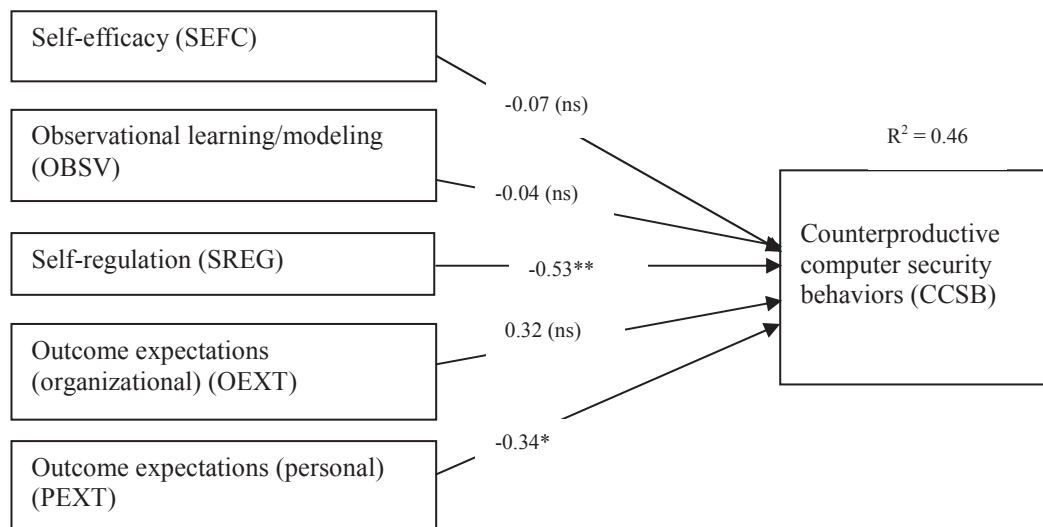 Self-efficacy (SEFC)
-0.07 (ns)
Observational learning/modeling
(OBSV)
R² = 0.46
-0.04 (ns)
Self-regulation (SREG)
-0.53**
Counterproductive
computer security
behaviors (CCSB)
Outcome expectations
(organizational) (OEXT)
0.32 (ns)
-0.34*
Outcome expectations (personal)
(PEXT)